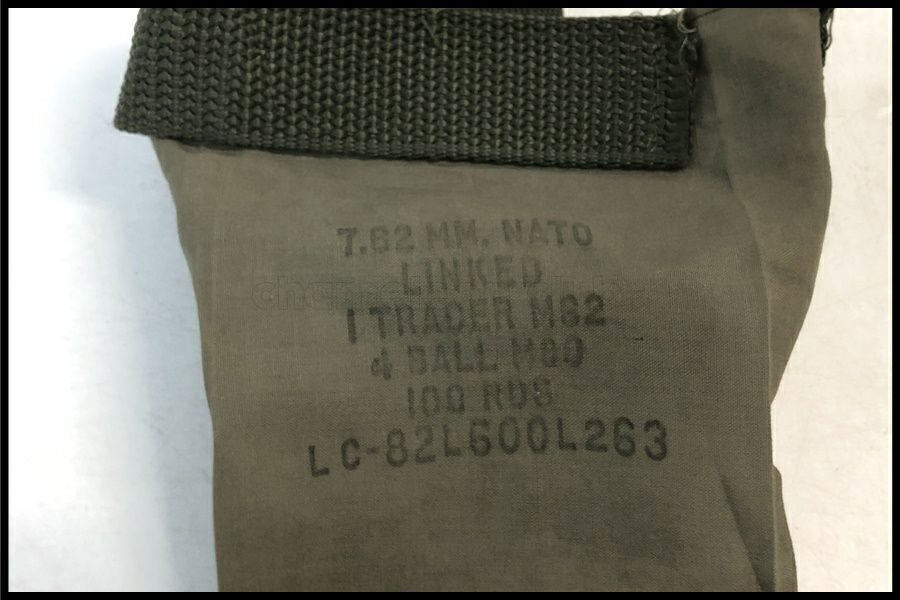 7.62 MM. NATO
LINKED
1 TRACER M62
4 BALL M80
100 RDS
LC-82L600L263